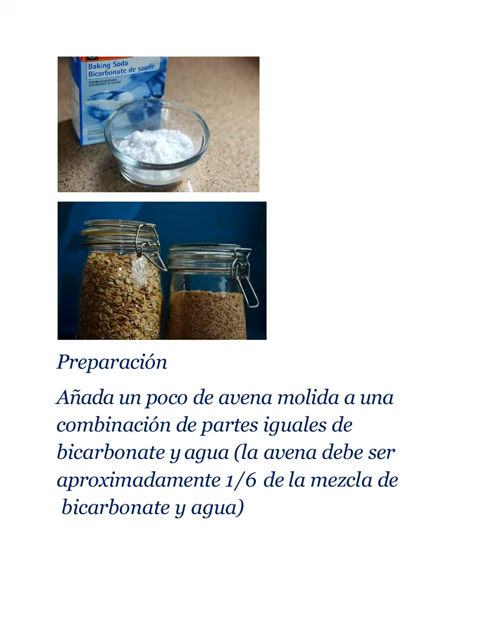 Baking Soda
Bicarbonate de soude
Preparación
Añada un poco de avena molida a una
combinación de partes iguales de
bicarbonate y agua (la avena debe ser
aproximadamente 1/6 de la mezcla de
bicarbonate y agua)